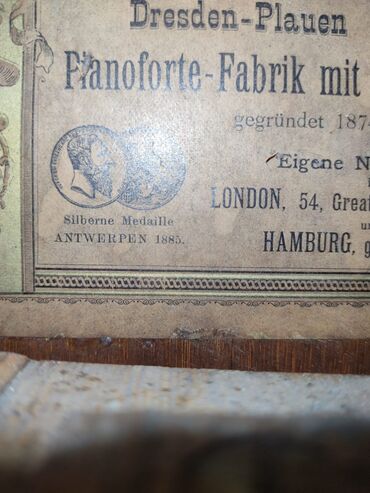 Dresden-Plauen
Pianoforte-Fabrik mit
gegründet 187
Eigene N
LONDON, 54, Great
HAMBURG, g
Silberne Medaille
ANTWERPEN 1885.